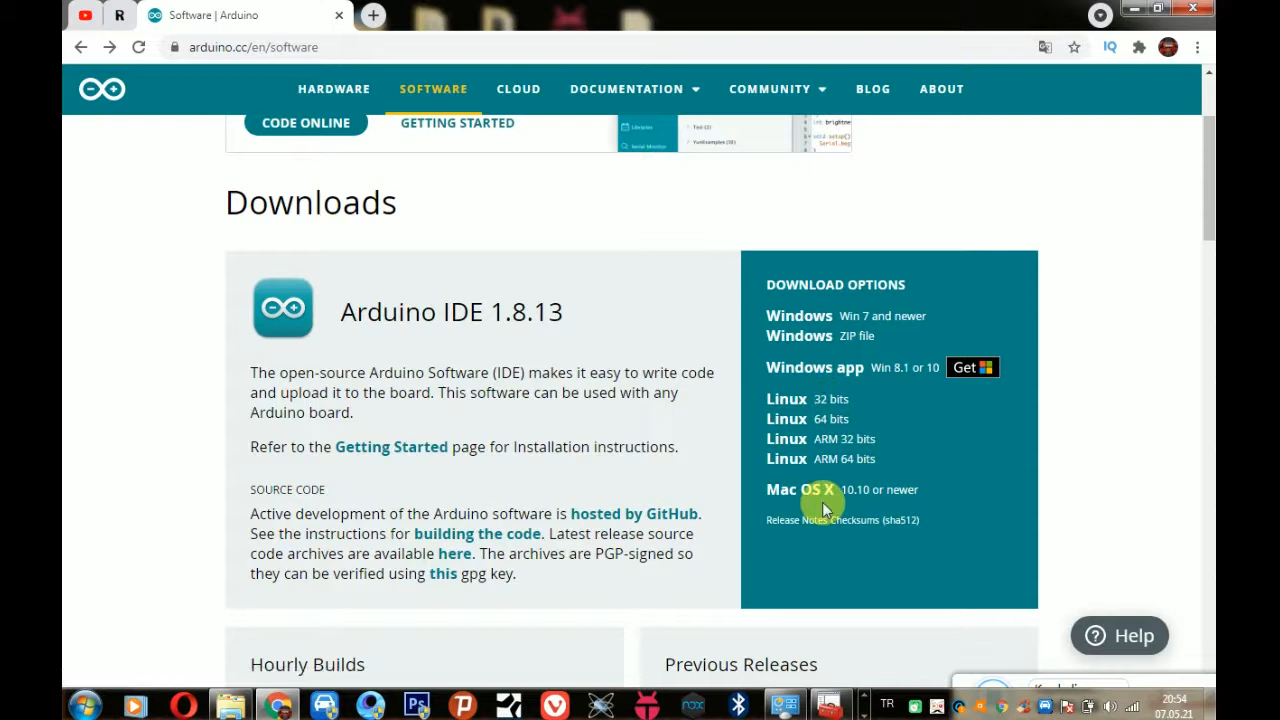 Software | Arduino
arduino.cc/en/software
IQ
HARDWARE SOFTWARE CLOUD DOCUMENTATION COMMUNITY BLOG ABOUT
CODE ONLINE GETTING STARTED
Downloads
Arduino IDE 1.8.13
The open-source Arduino Software (IDE) makes it easy to write code
and upload it to the board. This software can be used with any
Arduino board.
Refer to the Getting Started page for Installation instructions.
SOURCE CODE
Active development of the Arduino software is hosted by GitHub.
See the instructions for building the code. Latest release source
code archives are available here. The archives are PGP-signed so
they can be verified using this gpg key.
DOWNLOAD OPTIONS
Windows Win 7 and newer
Windows ZIP file
Windows app Win 8.1 or 10 Get
Linux 32 bits
Linux 64 bits
Linux ARM 32 bits
Linux ARM 64 bits
Mac OS X 10.10 or newer
Release Notes Checksums (sha512)
Help
Hourly Builds
Previous Releases
TR
20:54
07.05.21